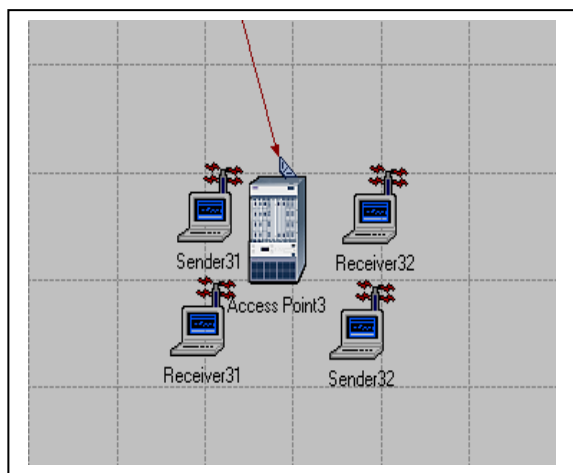 Sender31
Receiver32
Access Point3
Receiver31
Sender32